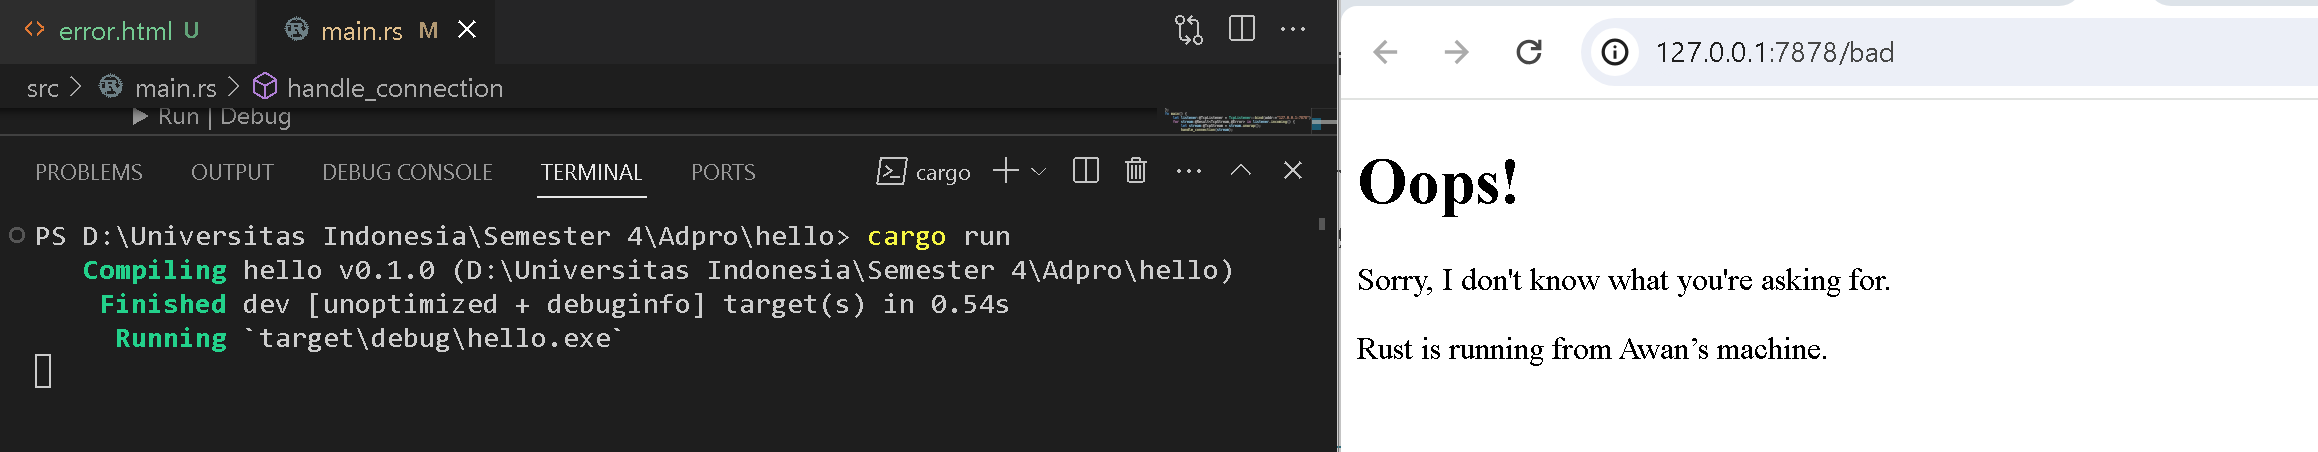 error.html U
main.rs M
src > main.rs > handle_connection
Run | Debug
PROBLEMS OUTPUT DEBUG CONSOLE TERMINAL PORTS cargo
PS D:\Universitas Indonesia\Semester 4\Adpro\hello> cargo run
Compiling hello v0.1.0 (D:\Universitas Indonesia\Semester 4\Adpro\hello)
Finished dev [unoptimized + debuginfo] target(s) in 0.54s
Running `target\debug\hello.exe`
127.0.0.1:7878/bad
Oops!
Sorry, I don't know what you're asking for.
Rust is running from Awan’s machine.